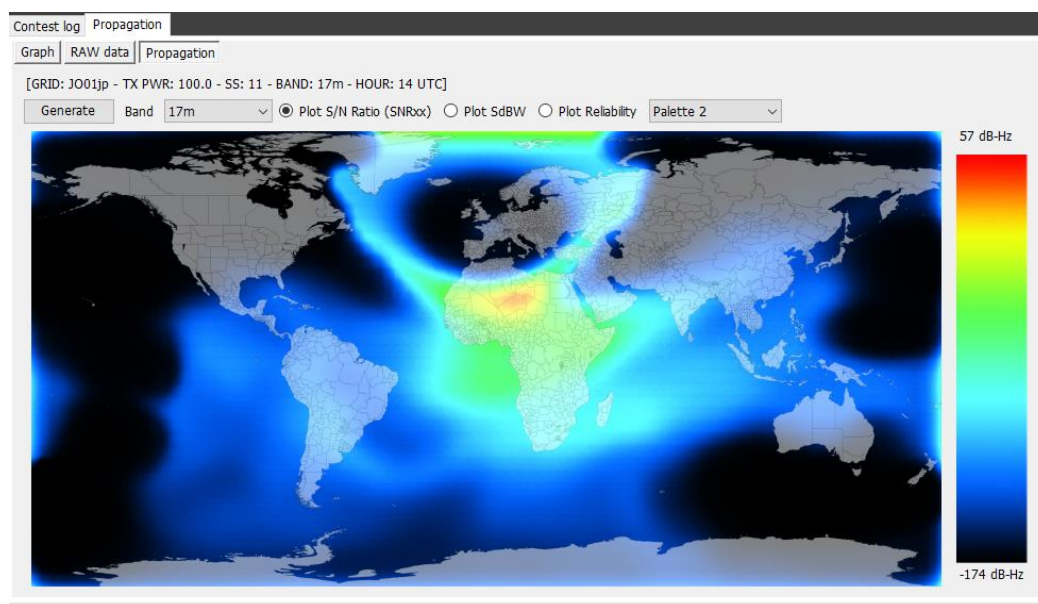 Contest log Propagation
Graph RAW data Propagation
[GRID: JO01jp - TX PWR: 100.0 - SS: 11 - BAND: 17m - HOUR: 14 UTC]
Generate Band 17m Plot S/N Ratio (SNRxx) Plot SdBW Plot Reliability Palette 2
57 dB-Hz
-174 dB-Hz